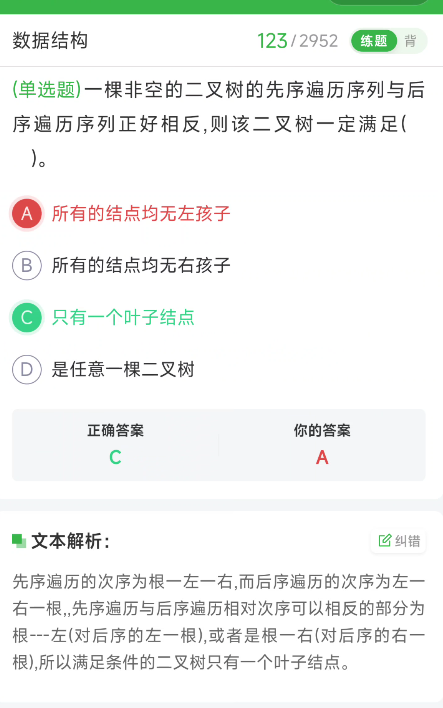 数据结构
123/2952
练题 背
(单选题)一棵非空的二叉树的先序遍历序列与后
序遍历序列正好相反,则该二叉树一定满足(
)。
A 所有的结点均无左孩子
B 所有的结点均无右孩子
C 只有一个叶子结点
D 是任意一棵二叉树
正确答案 你的答案
C A
文本解析:
纠错
先序遍历的次序为根一左一右,而后序遍历的次序为左一
右一根,,先序遍历与后序遍历相对次序可以相反的部分为
根---左(对后序的左一根),或者是根一右(对后序的右一
根),所以满足条件的二叉树只有一个叶子结点。